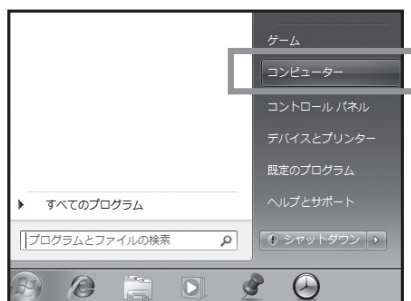 ゲーム
コンピューター
コントロール パネル
デバイスとプリンター
既定のプログラム
ヘルプとサポート
すべてのプログラム
プログラムとファイルの検索
シャットダウン